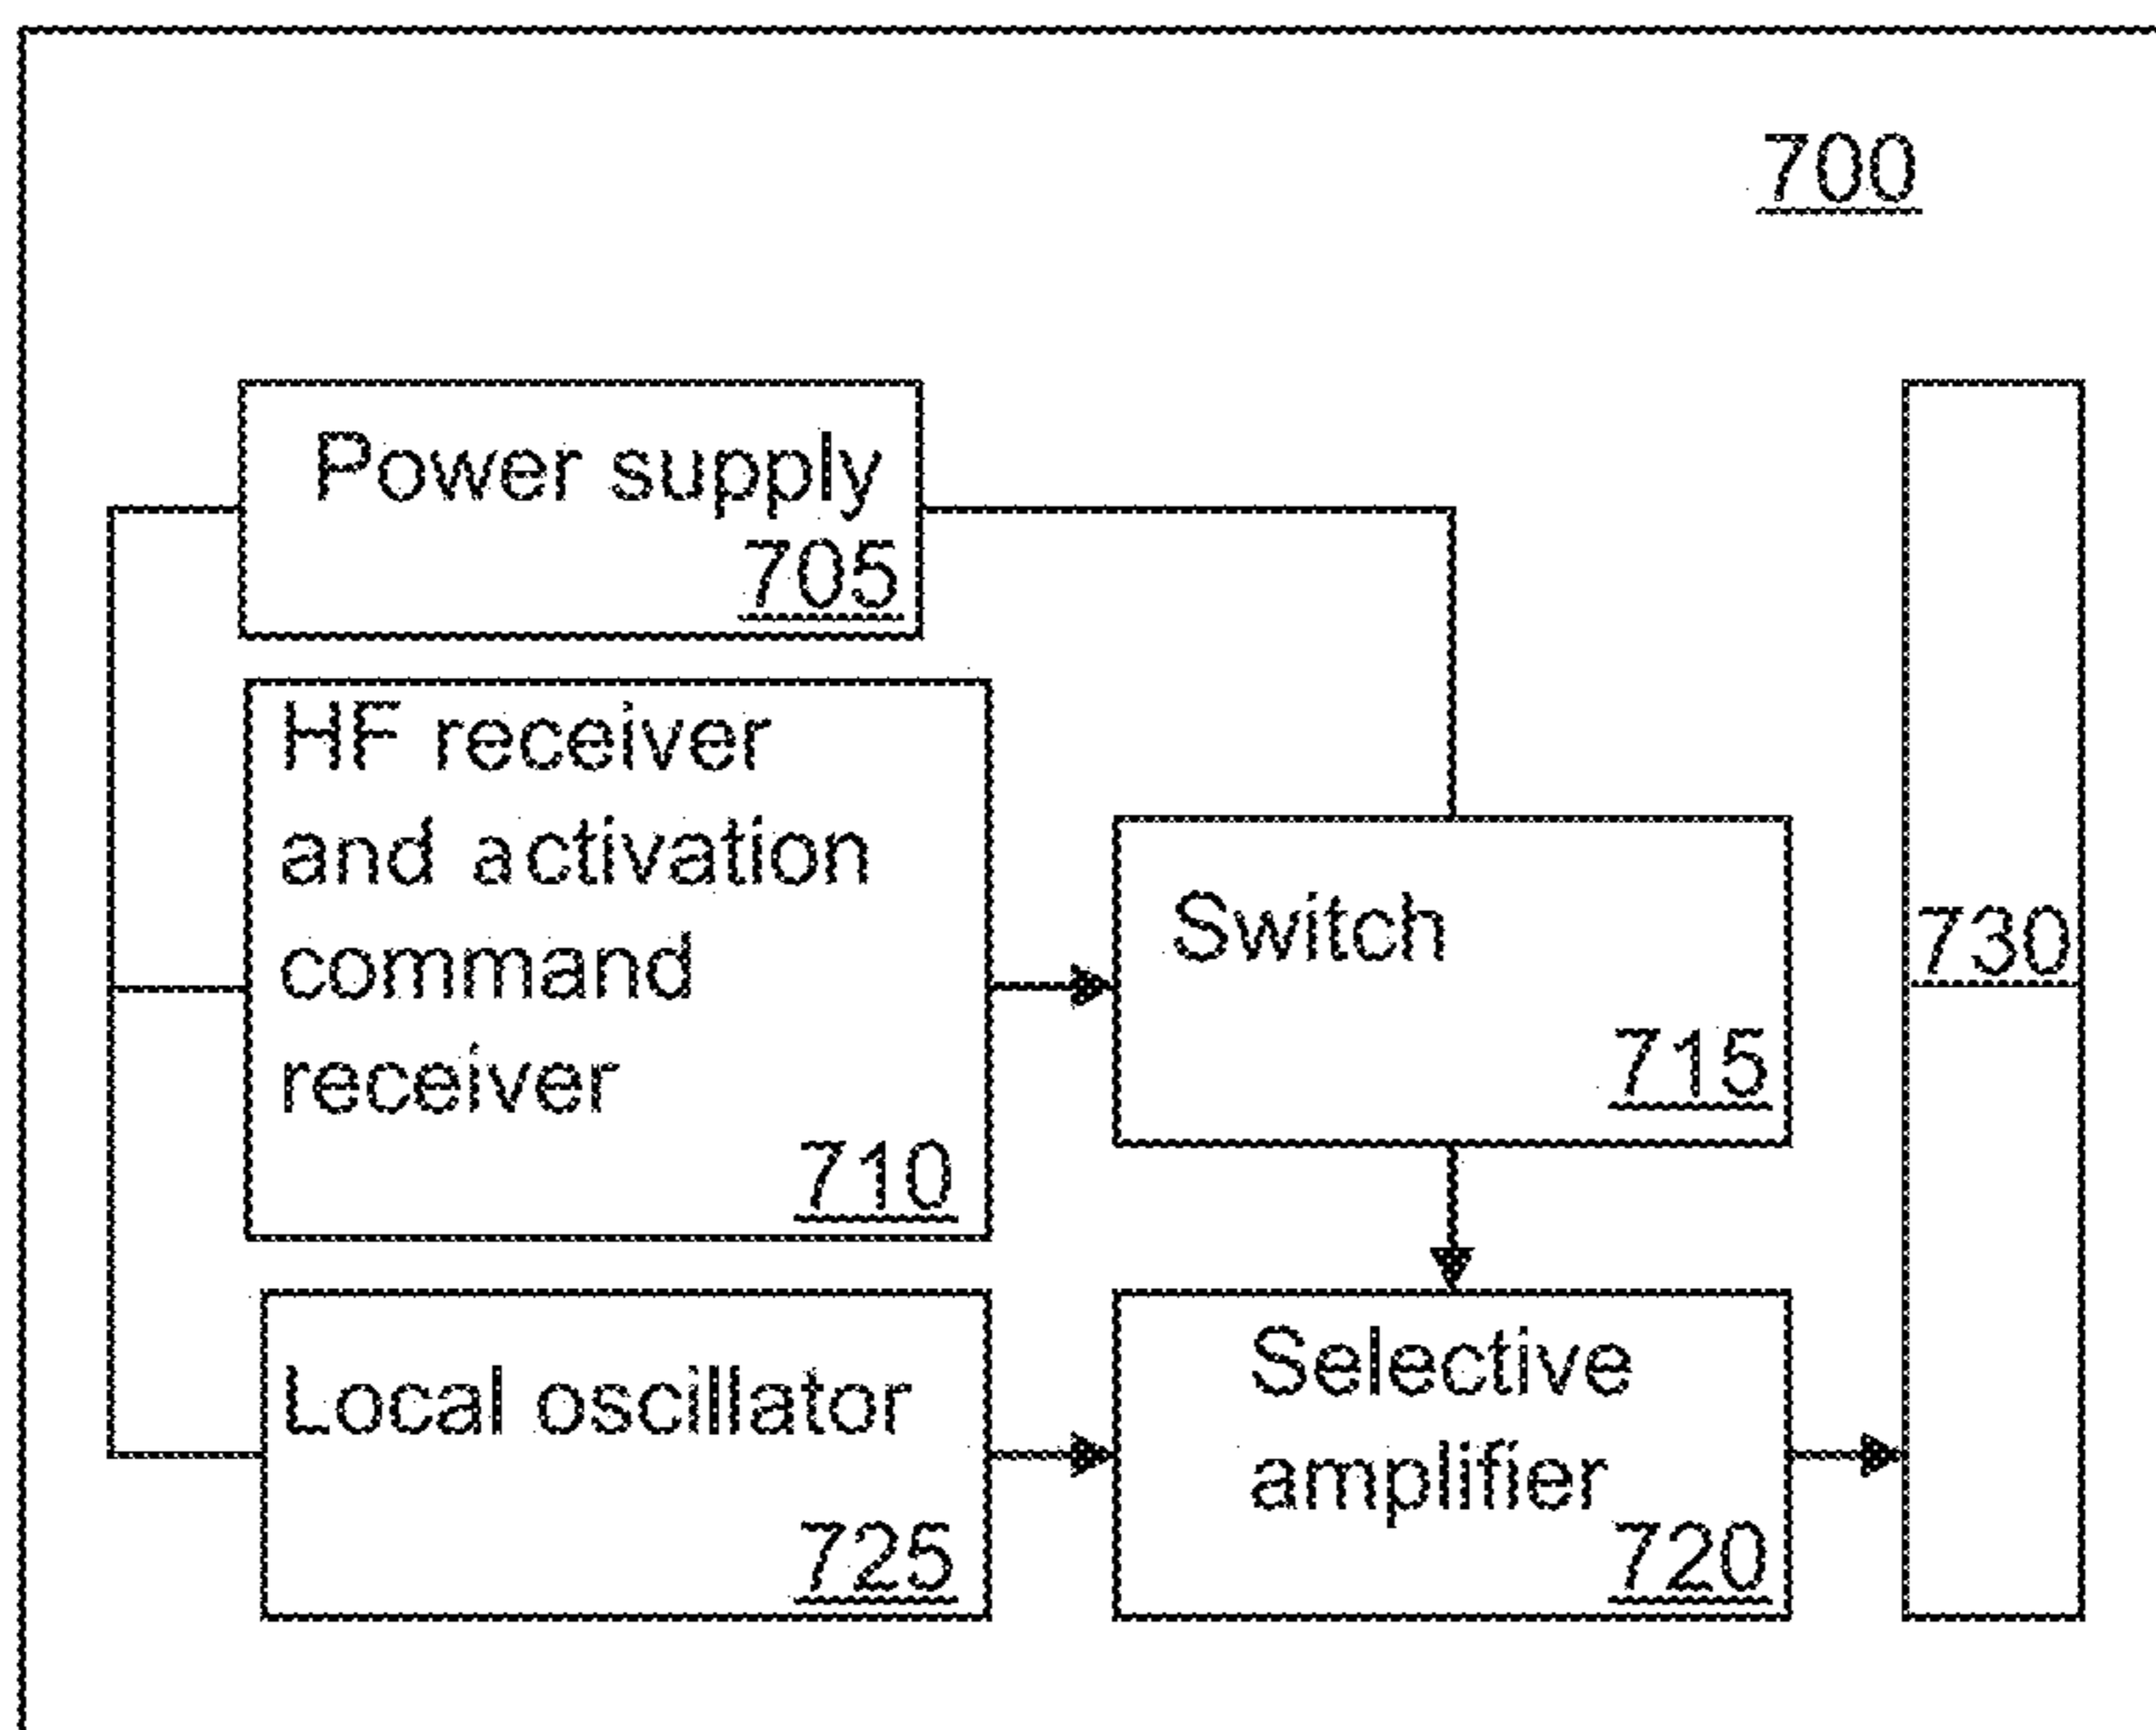 700
Power supply
705
HF receiver
and activation
command
receiver
710
Switch
715
730
Local oscillator
725
Selective
amplifier
720